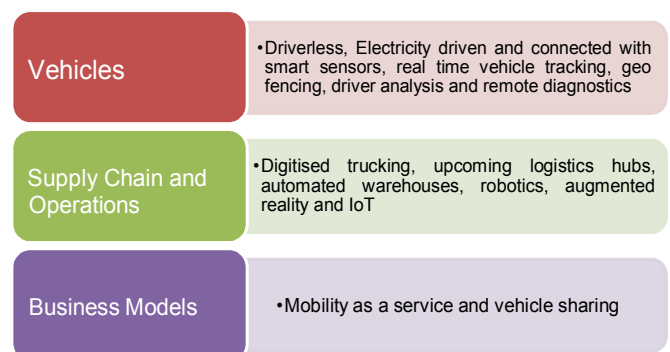 Vehicles
•Driverless, Electricity driven and connected with
smart sensors, real time vehicle tracking, geo
fencing, driver analysis and remote diagnostics
Supply Chain and
Operations
•Digitised trucking, upcoming logistics hubs,
automated warehouses, robotics, augmented
reality and IoT
Business Models
•Mobility as a service and vehicle sharing